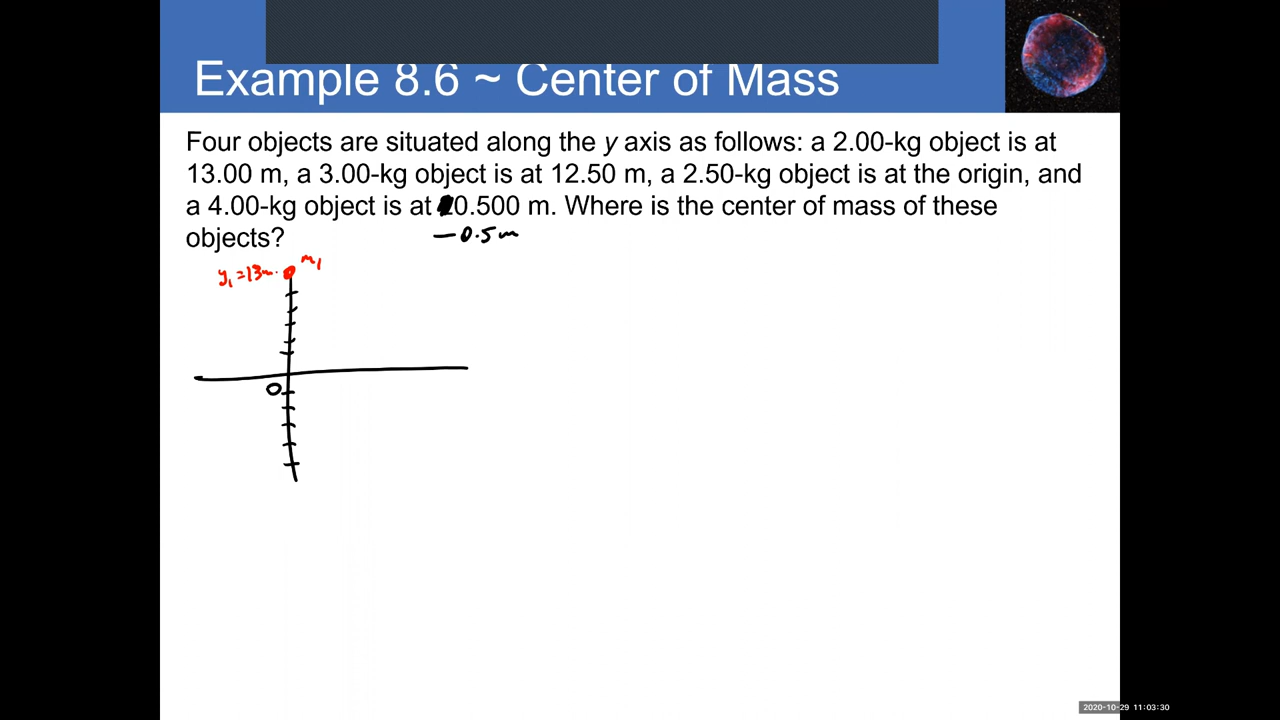 Example 8.6 ~ Center of Mass
Four objects are situated along the y axis as follows: a 2.00-kg object is at
13.00 m, a 3.00-kg object is at 12.50 m, a 2.50-kg object is at the origin, and
a 4.00-kg object is at 0.500 m. Where is the center of mass of these
objects?
— 0.5 m
y₁ = 13m. m₁
0
2020-10-29 11:03:30